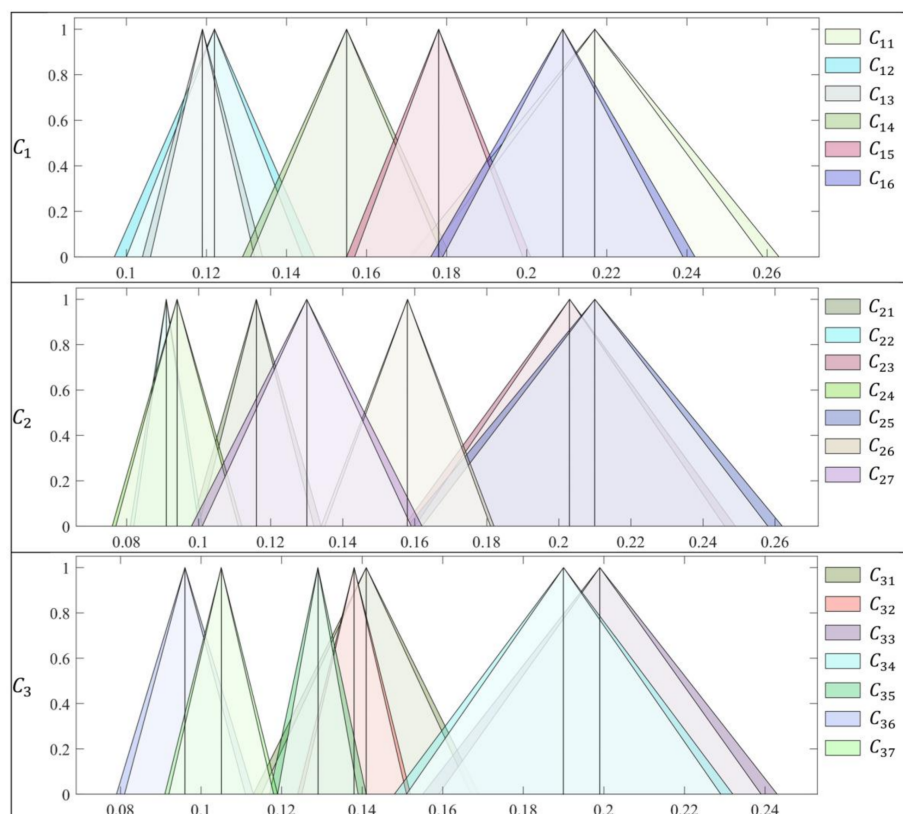 1
0.8
0.6
0.4
0.2
0
C₁
0.1 0.12 0.14 0.16 0.18 0.2 0.22 0.24 0.26
C₁₁
C₁₂
C₁₃
C₁₄
C₁₅
C₁₆
1
0.8
0.6
0.4
0.2
0
C₂
0.08 0.1 0.12 0.14 0.16 0.18 0.2 0.22 0.24 0.26
C₂₁
C₂₂
C₂₃
C₂₄
C₂₅
C₂₆
C₂₇
1
0.8
0.6
0.4
0.2
0
C₃
0.08 0.1 0.12 0.14 0.16 0.18 0.2 0.22 0.24
C₃₁
C₃₂
C₃₃
C₃₄
C₃₅
C₃₆
C₃₇